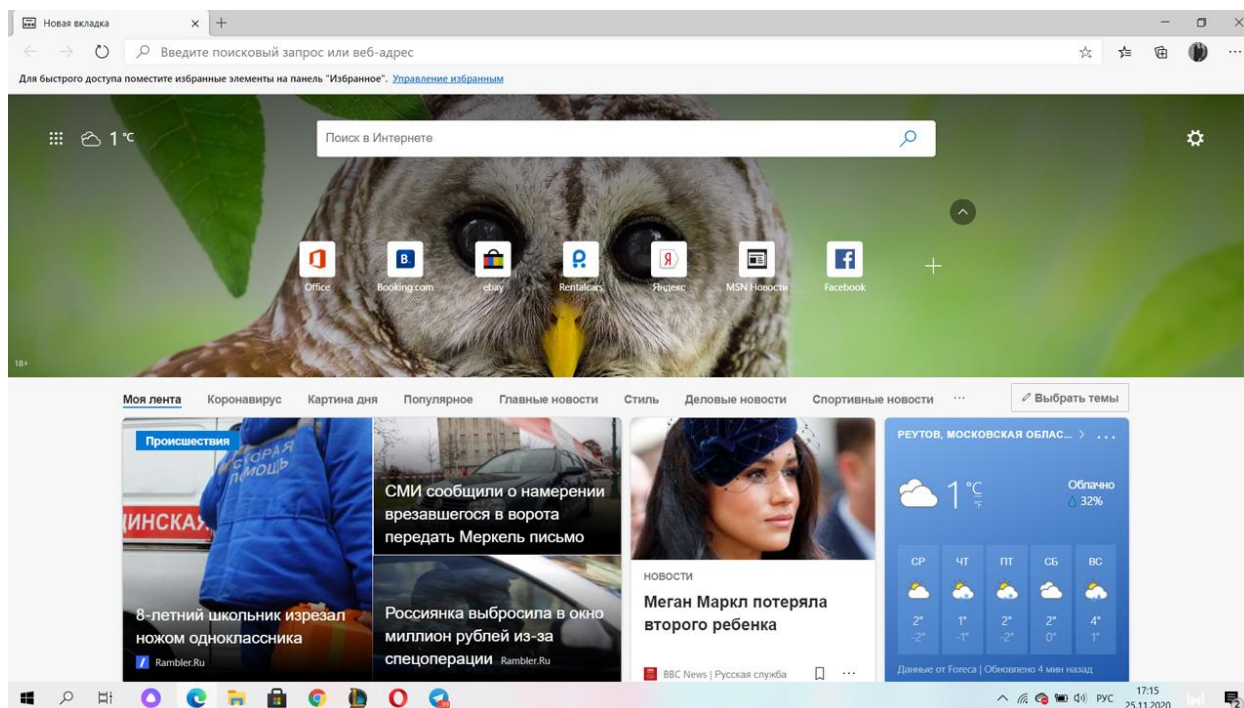 Новая вкладка
Введите поисковый запрос или веб-адрес
Для быстрого доступа поместите избранные элементы на панель "Избранное". Управление избранным
1 °C
Поиск в Интернете
Office
Booking.com
ebay
Rentalcars
Яндекс
MSN Новости
Facebook
18+
Моя лента
Коронавирус
Картина дня
Популярное
Главные новости
Стиль
Деловые новости
Спортивные новости
...
Выбрать темы
Происшествия
СКОРАЯ
ПОМОЩЬ
ЦИНСКАЯ
8-летний школьник изрезал
ножом одноклассника
Rambler.Ru
СМИ сообщили о намерении
врезавшегося в ворота
передать Меркель письмо
Россиянка выбросила в окно
миллион рублей из-за
спецоперации Rambler.Ru
НОВОСТИ
Меган Маркл потеряла
второго ребенка
BBC News | Русская служба
РЕУТОВ, МОСКОВСКАЯ ОБЛАС... > ...
1 °C
°F
Облачно
32%
СР ЧТ ПТ СБ ВС
2° 1° 2° 2° 4°
-2° -1° -2° 0° 1°
Данные от Foreca | Обновлено 4 мин назад
РУС
17:15
25.11.2020